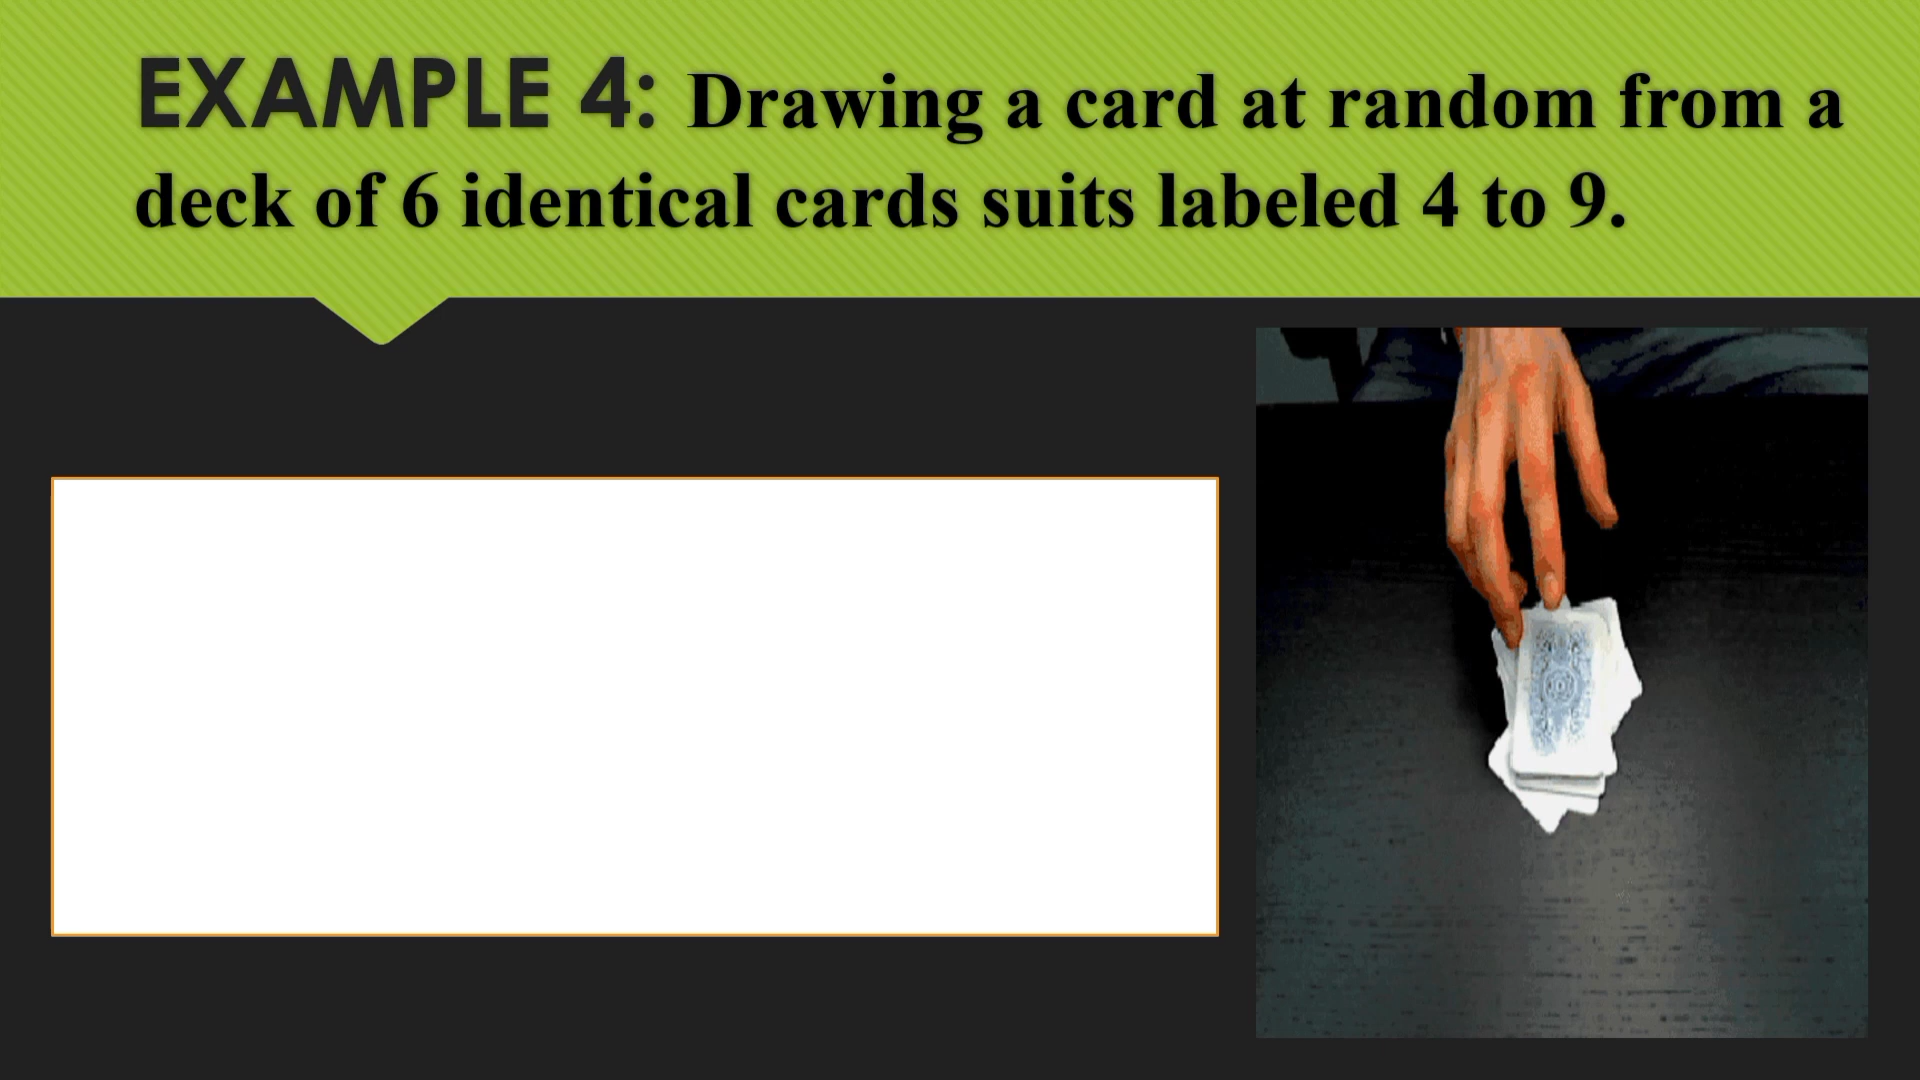 EXAMPLE 4: Drawing a card at random from a
deck of 6 identical cards suits labeled 4 to 9.